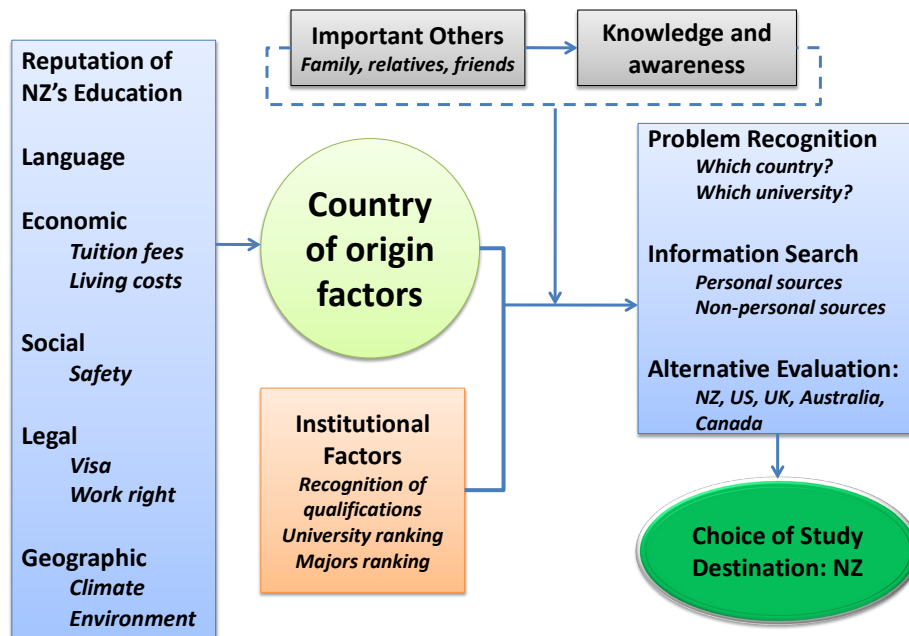 Reputation of
NZ's Education
Language
Economic
Tuition fees
Living costs
Social
Safety
Legal
Visa
Work right
Geographic
Climate
Environment
Important Others
Family, relatives, friends
Knowledge and
awareness
Country
of origin
factors
Institutional
Factors
Recognition of
qualifications
University ranking
Majors ranking
Problem Recognition
Which country?
Which university?
Information Search
Personal sources
Non-personal sources
Alternative Evaluation:
NZ, US, UK, Australia,
Canada
Choice of Study
Destination: NZ